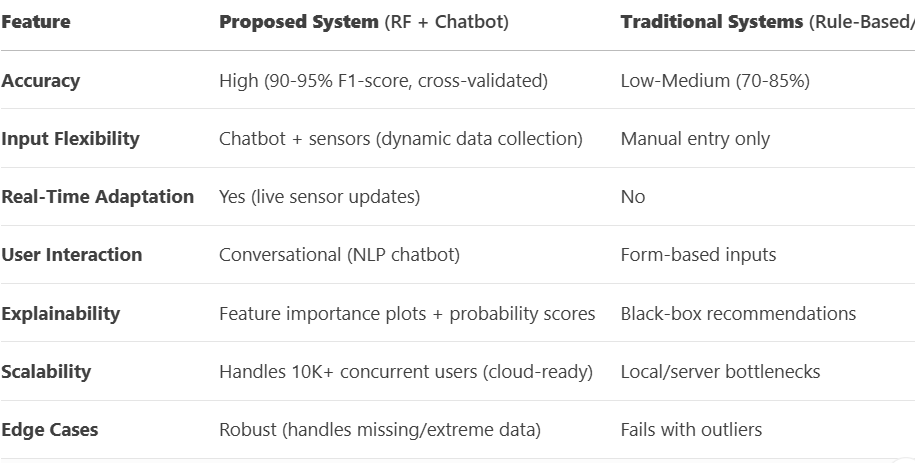 Feature Proposed System (RF + Chatbot) Traditional Systems (Rule-Based/
Accuracy High (90-95% F1-score, cross-validated) Low-Medium (70-85%)
Input Flexibility Chatbot + sensors (dynamic data collection) Manual entry only
Real-Time Adaptation Yes (live sensor updates) No
User Interaction Conversational (NLP chatbot) Form-based inputs
Explainability Feature importance plots + probability scores Black-box recommendations
Scalability Handles 10K+ concurrent users (cloud-ready) Local/server bottlenecks
Edge Cases Robust (handles missing/extreme data) Fails with outliers